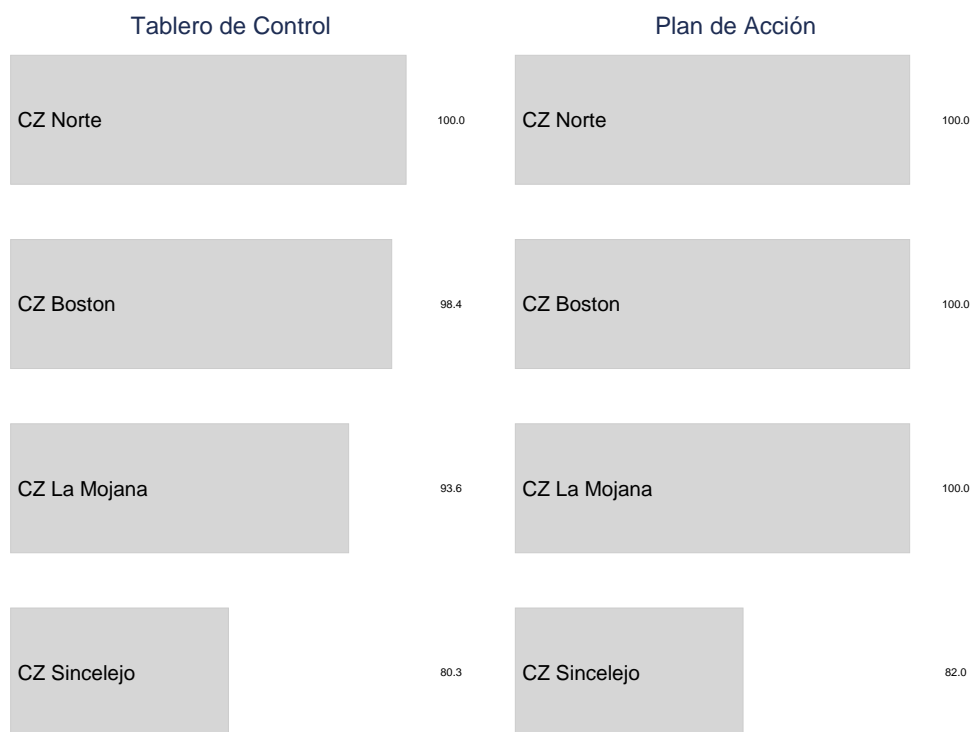 Tablero de Control
CZ Norte 100.0
CZ Boston 98.4
CZ La Mojana 93.6
CZ Sincelejo 80.3
Plan de Acción
CZ Norte 100.0
CZ Boston 100.0
CZ La Mojana 100.0
CZ Sincelejo 82.0